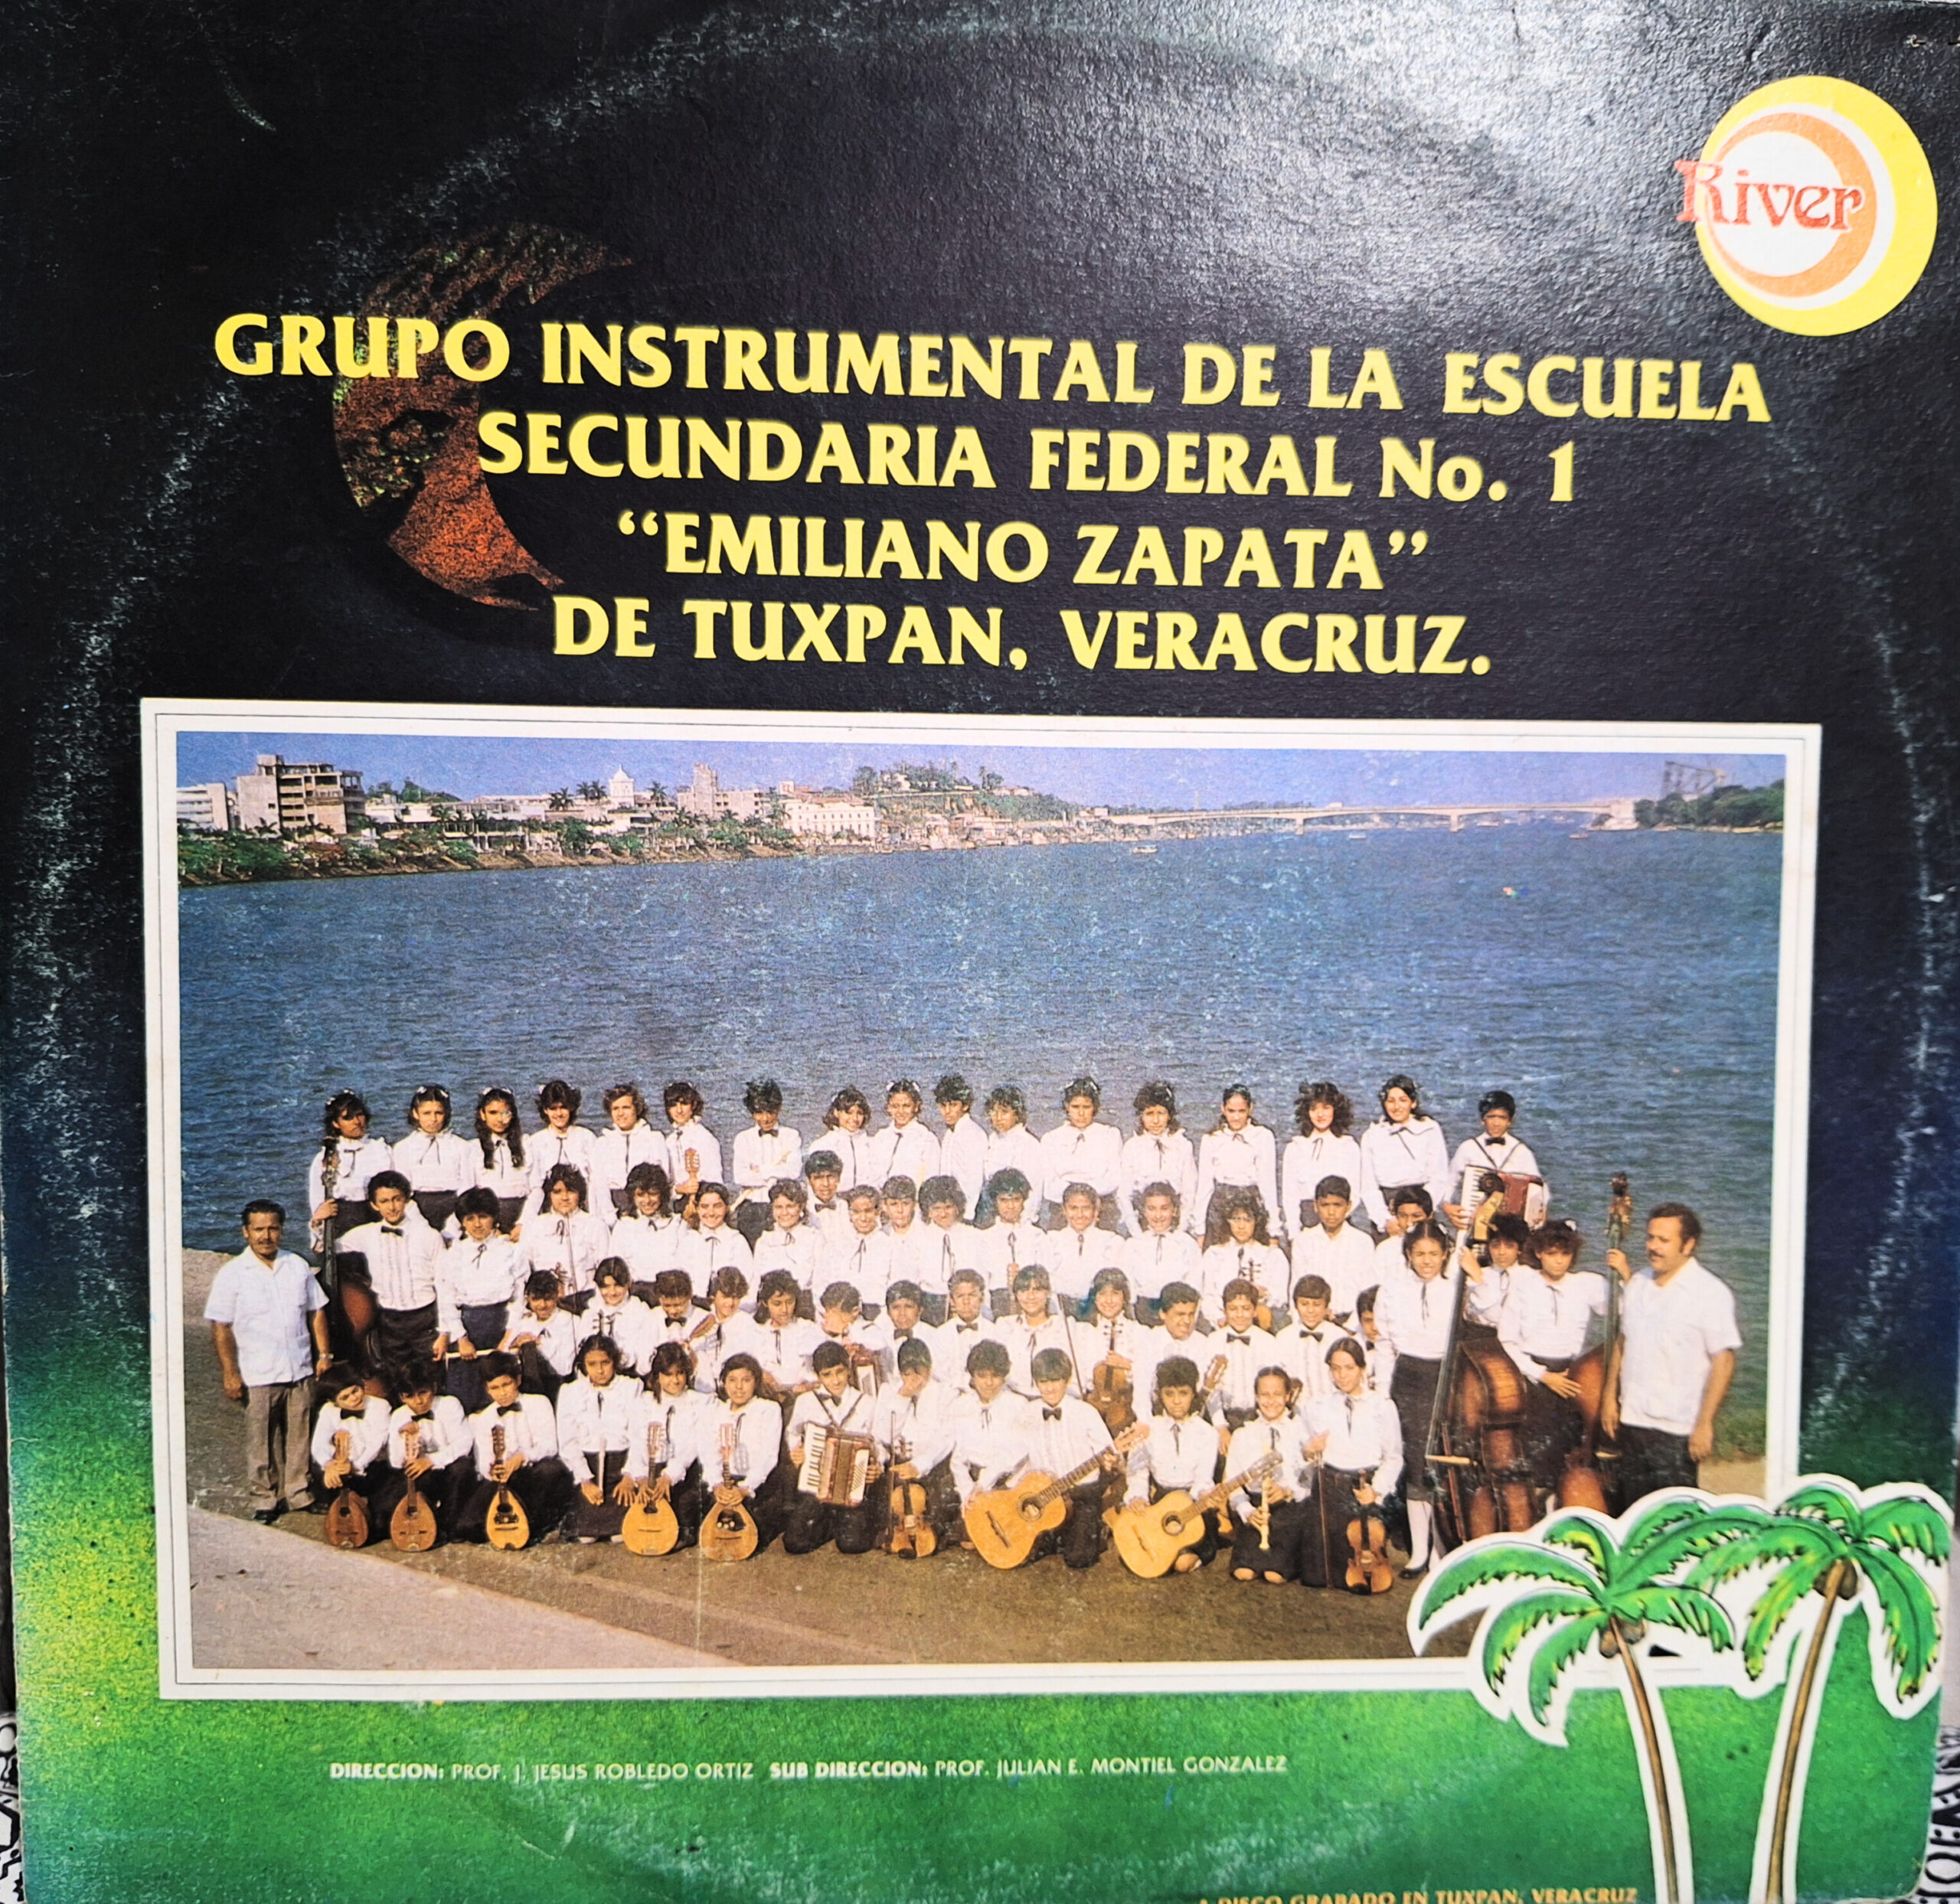 River
GRUPO INSTRUMENTAL DE LA ESCUELA
SECUNDARIA FEDERAL No. 1
“EMILIANO ZAPATA”
DE TUXPAN, VERACRUZ.
DIRECCION: PROF. J. JESUS ROBLEDO ORTIZ SUB DIRECCION: PROF. JULIAN E. MONTIEL GONZALEZ
DISCO GRABADO EN TUXPAN, VERACRUZ